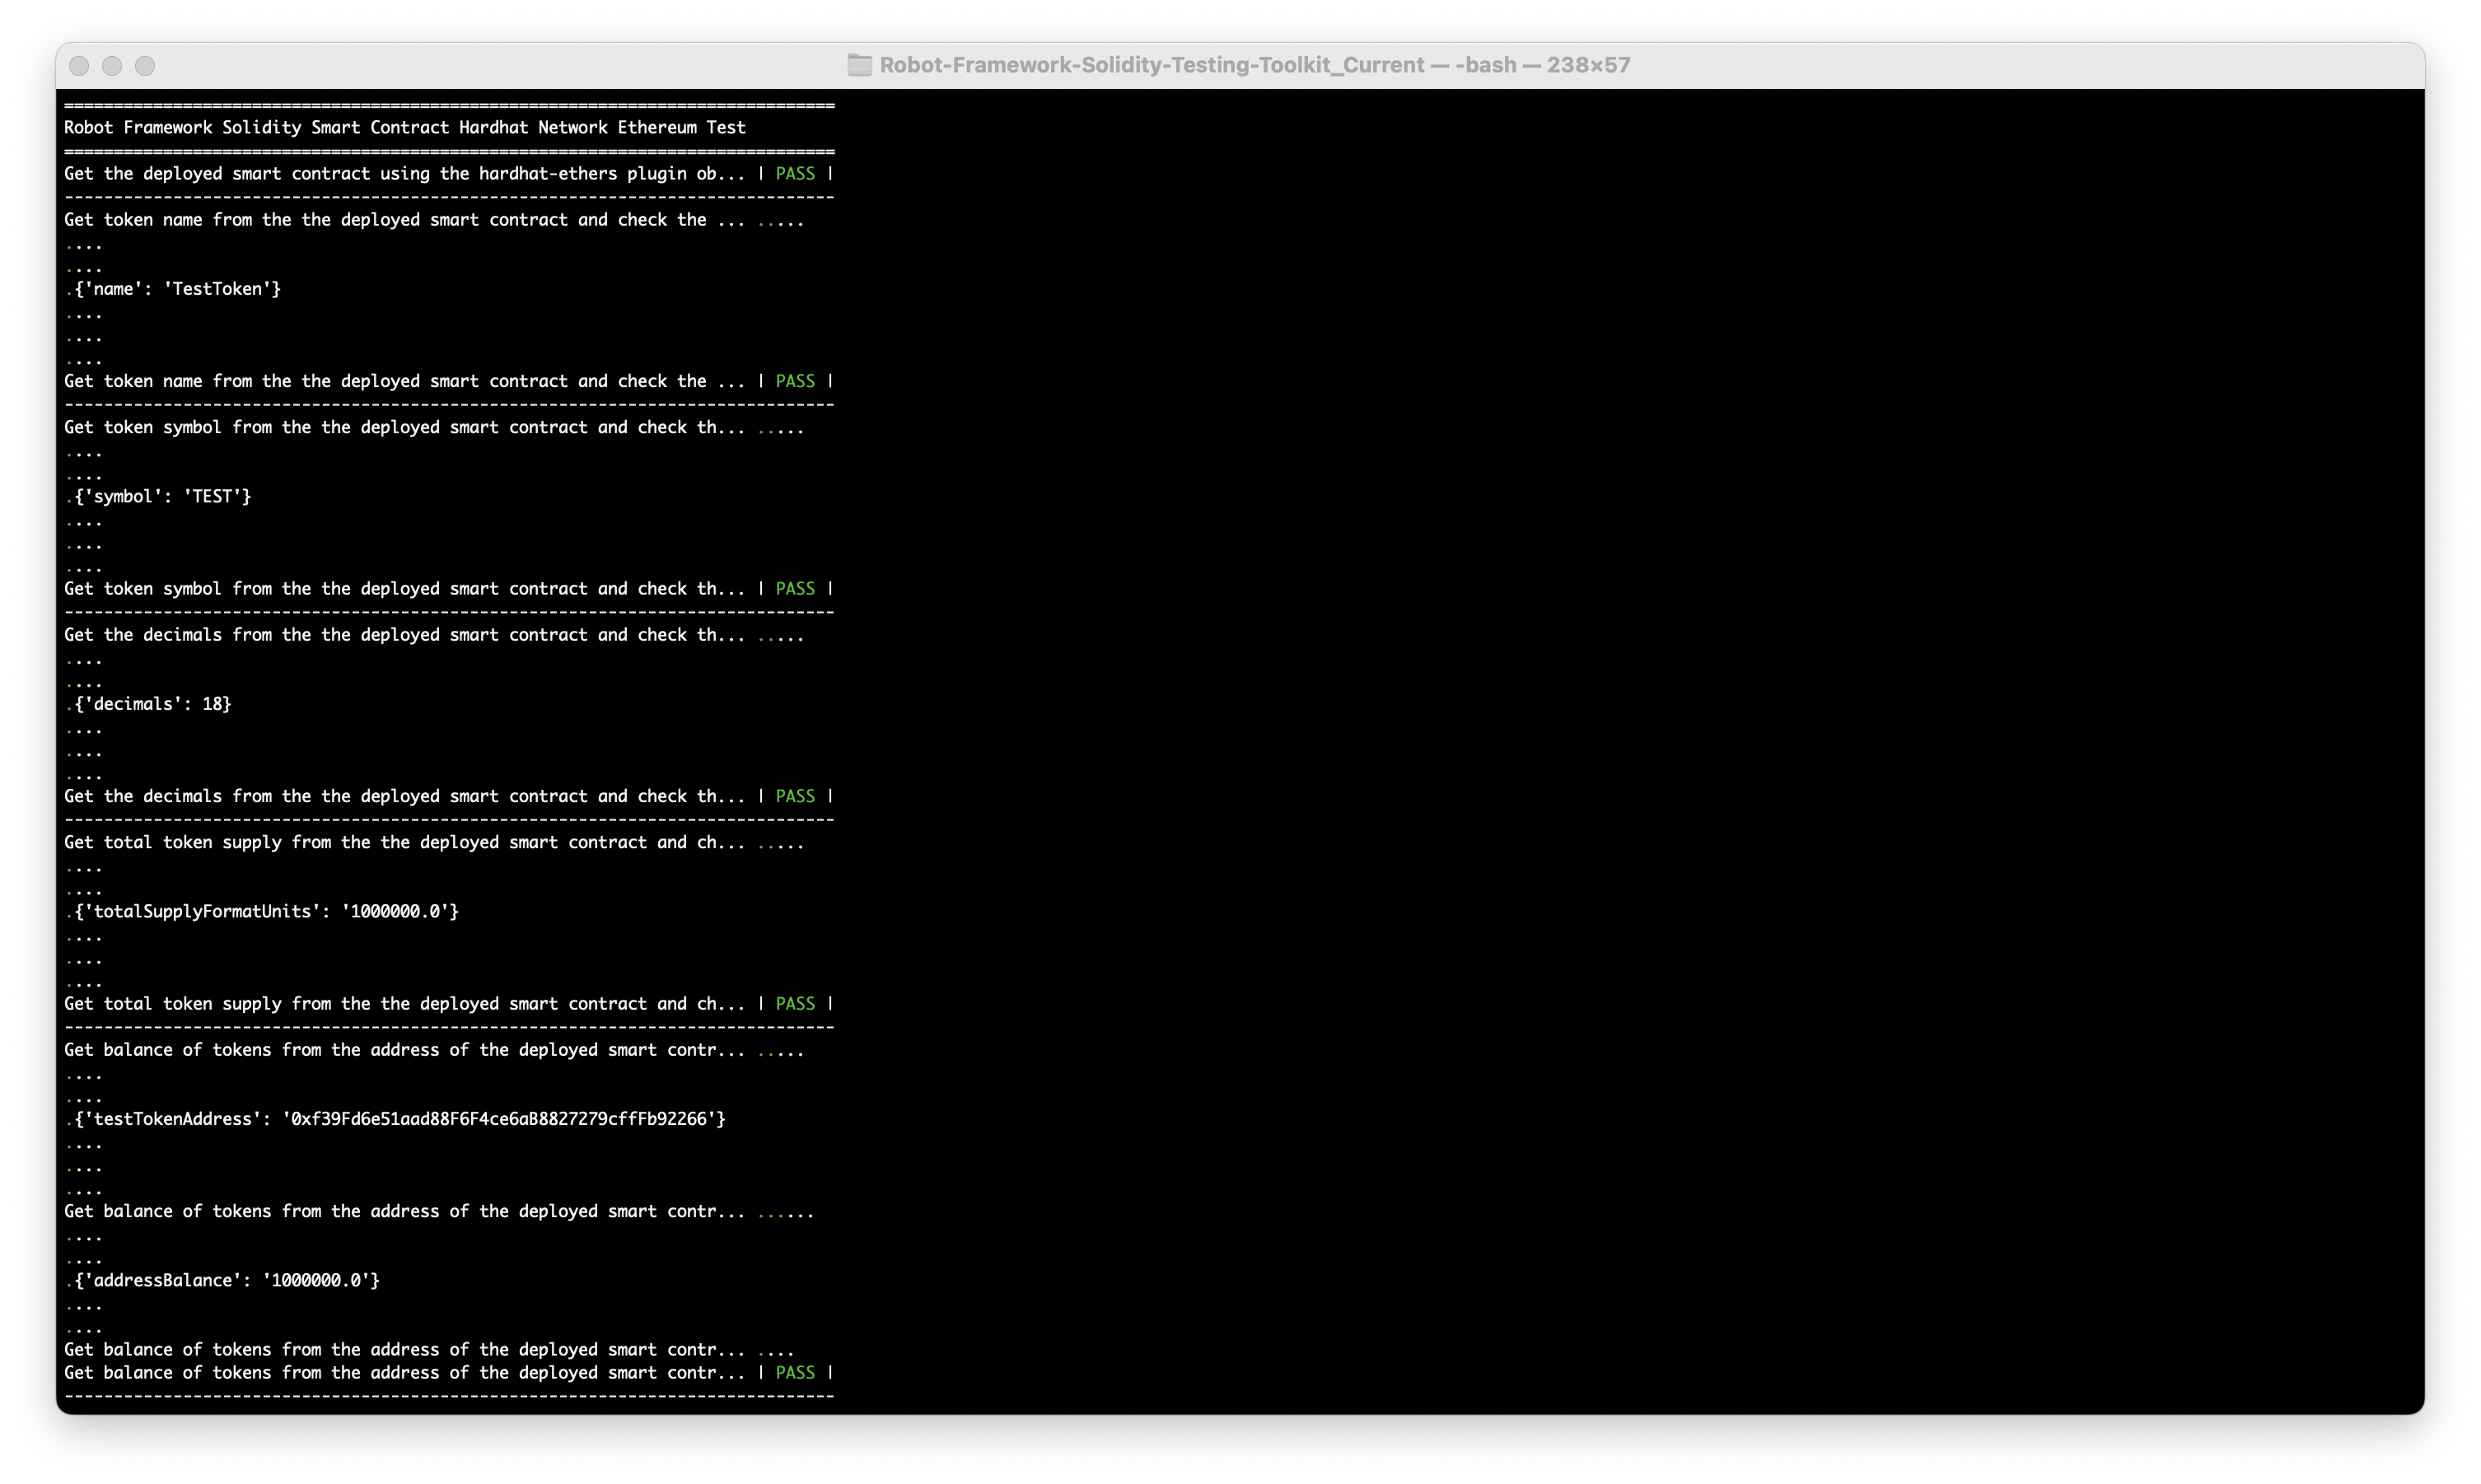 Robot-Framework-Solidity-Testing-Toolkit_Current — -bash — 238×57
==============================================================================
Robot Framework Solidity Smart Contract Hardhat Network Ethereum Test
==============================================================================
Get the deployed smart contract using the hardhat-ethers plugin ob... | PASS |
------------------------------------------------------------------------------
Get token name from the the deployed smart contract and check the ... .....
....
....
.{'name': 'TestToken'}
....
....
....
Get token name from the the deployed smart contract and check the ... | PASS |
------------------------------------------------------------------------------
Get token symbol from the the deployed smart contract and check th... .....
....
....
.{'symbol': 'TEST'}
....
....
....
Get token symbol from the the deployed smart contract and check th... | PASS |
------------------------------------------------------------------------------
Get the decimals from the the deployed smart contract and check th... .....
....
....
.{'decimals': 18}
....
....
....
Get the decimals from the the deployed smart contract and check th... | PASS |
------------------------------------------------------------------------------
Get total token supply from the the deployed smart contract and ch... .....
....
....
.{'totalSupplyFormatUnits': '1000000.0'}
....
....
....
Get total token supply from the the deployed smart contract and ch... | PASS |
------------------------------------------------------------------------------
Get balance of tokens from the address of the deployed smart contr... .....
....
....
.{'testTokenAddress': '0xf39Fd6e51aad88F6F4ce6aB8827279cffFb92266'}
....
....
....
Get balance of tokens from the address of the deployed smart contr... ......
....
....
.{'addressBalance': '1000000.0'}
....
....
Get balance of tokens from the address of the deployed smart contr... ....
Get balance of tokens from the address of the deployed smart contr... | PASS |
------------------------------------------------------------------------------